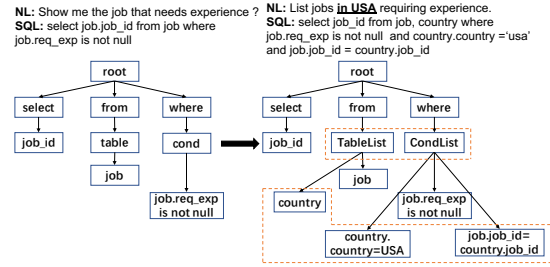 NL: Show me the job that needs experience ?
SQL: select job.job_id from job where
job.req_exp is not null
NL: List jobs in USA requiring experience.
SQL: select job_id from job, country where
job.req_exp is not null and country.country ='usa'
and job.job_id = country.job_id
root
select
from
where
job_id
table
cond
job
job.req_exp
is not null
root
select
from
where
job_id
TableList
CondList
job
country
job.req_exp
is not null
country.
country=USA
job.job_id=
country.job_id